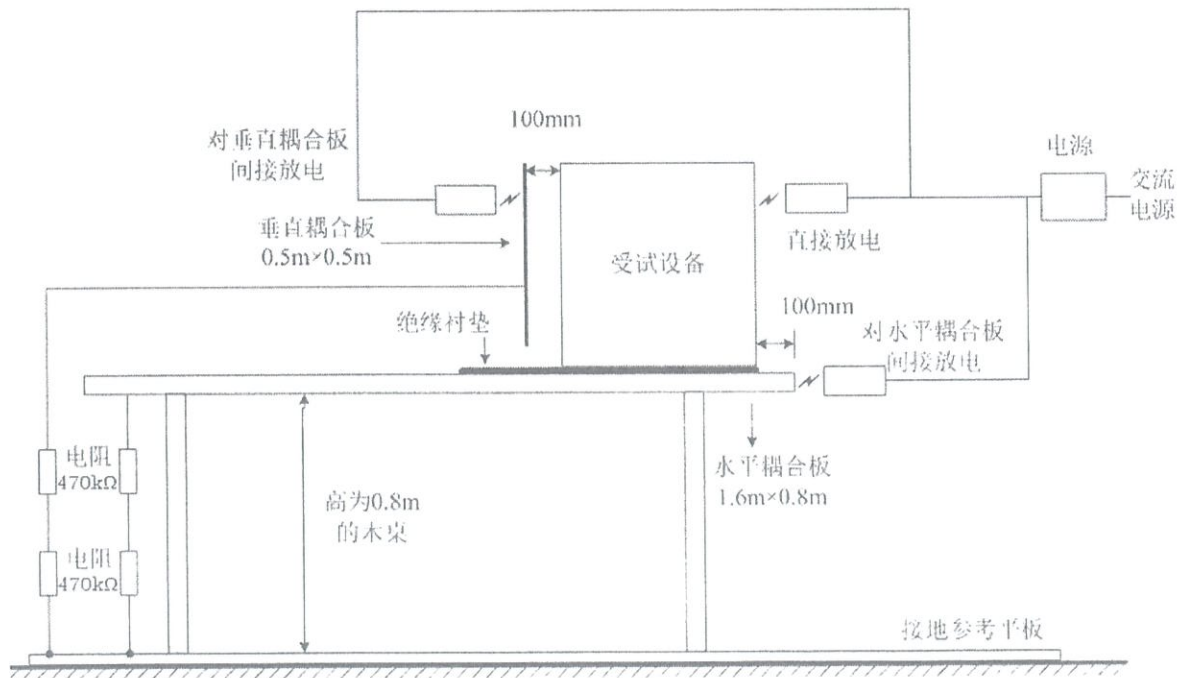 100mm
对垂直耦合板
间接放电
电源
交流
电源
垂直耦合板
0.5m×0.5m
直接放电
受试设备
100mm
绝缘衬垫
对水平耦合板
间接放电
电阻
470kΩ
水平耦合板
1.6m×0.8m
高为0.8m
的木桌
电阻
470kΩ
接地参考平板